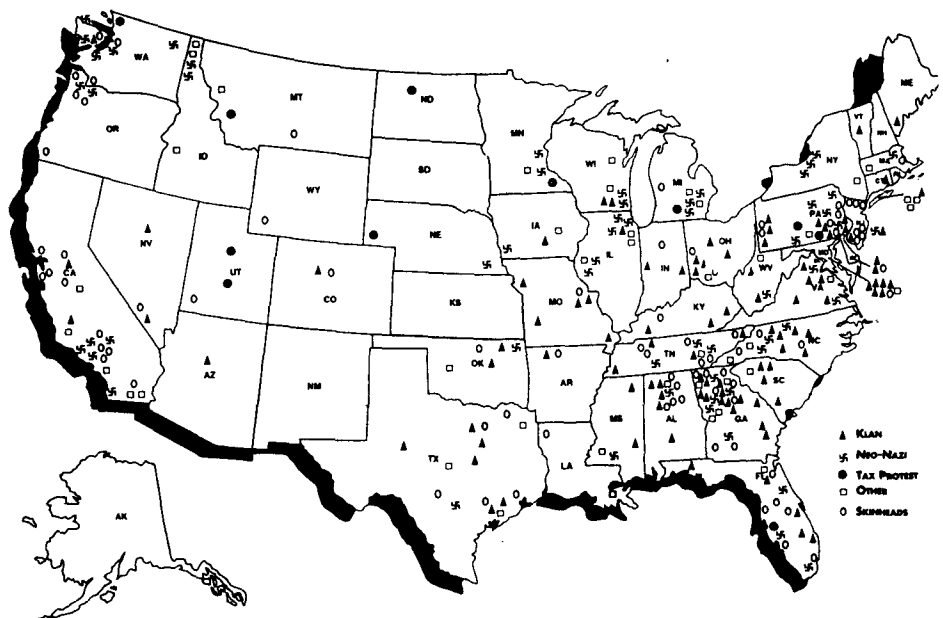 WA
MT
ND
MN
ME
VT
NH
OR
ID
WI
NY
MA
CT
SD
MI
WY
PA
IA
NE
NV
OH
IL
IN
UT
CA
CO
WV
MD
VA
KS
MO
KY
NC
TN
OK
AZ
NM
AR
SC
MS
AL
GA
TX
LA
FL
AK
KLAN
NEO-NAZI
TAX PROTEST
OTHER
SKINHEADS